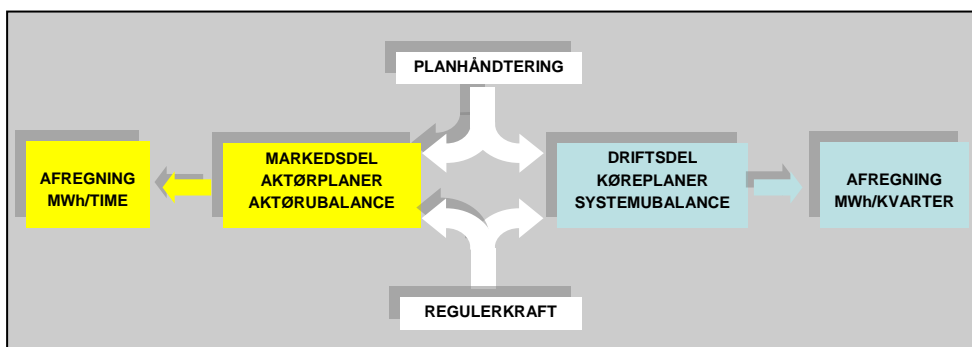 PLANHÅNDTERING
AFREGNING
MWh/TIME
MARKEDSDEL
AKTØRPLANER
AKTØRUBALANCE
DRIFTSDEL
KØREPLANER
SYSTEMUBALANCE
AFREGNING
MWh/KVARTER
REGULERKRAFT